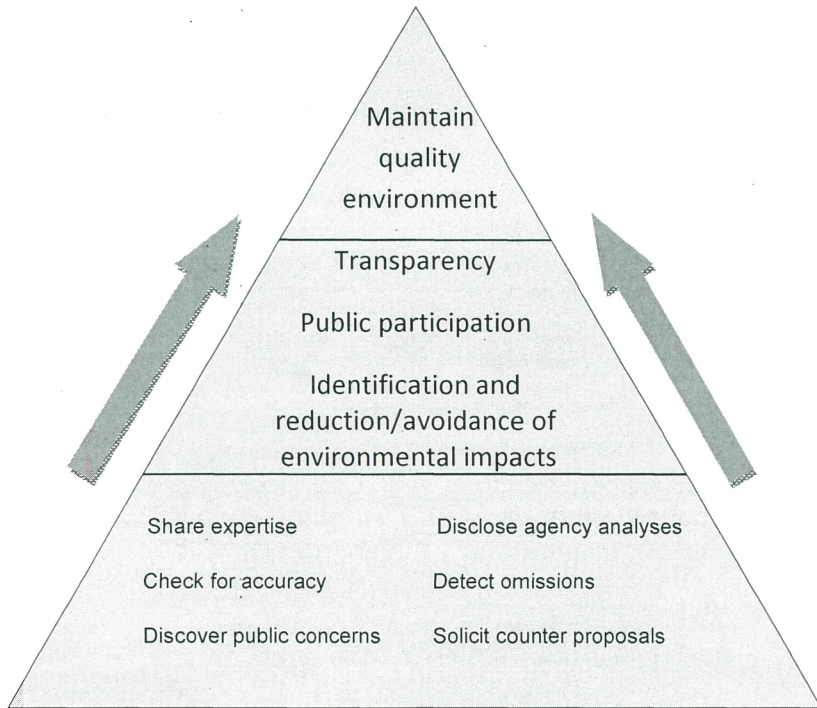 Maintain
quality
environment
Transparency
Public participation
Identification and
reduction/avoidance of
environmental impacts
Share expertise
Disclose agency analyses
Check for accuracy
Detect omissions
Discover public concerns
Solicit counter proposals